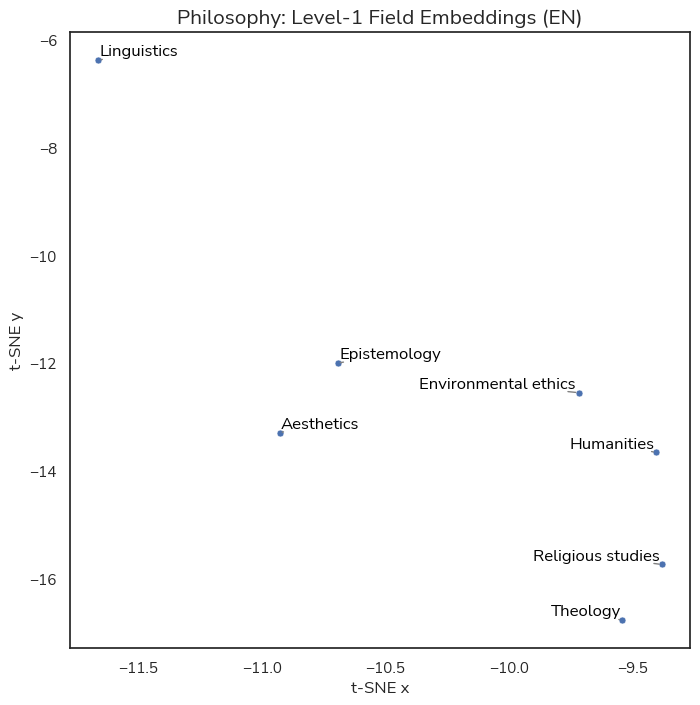 Philosophy: Level-1 Field Embeddings (EN)
−6
−8
−10
−12
−14
−16
t-SNE y
Linguistics
Epistemology
Environmental ethics
Aesthetics
Humanities
Religious studies
Theology
−11.5
−11.0
−10.5
−10.0
−9.5
t-SNE x